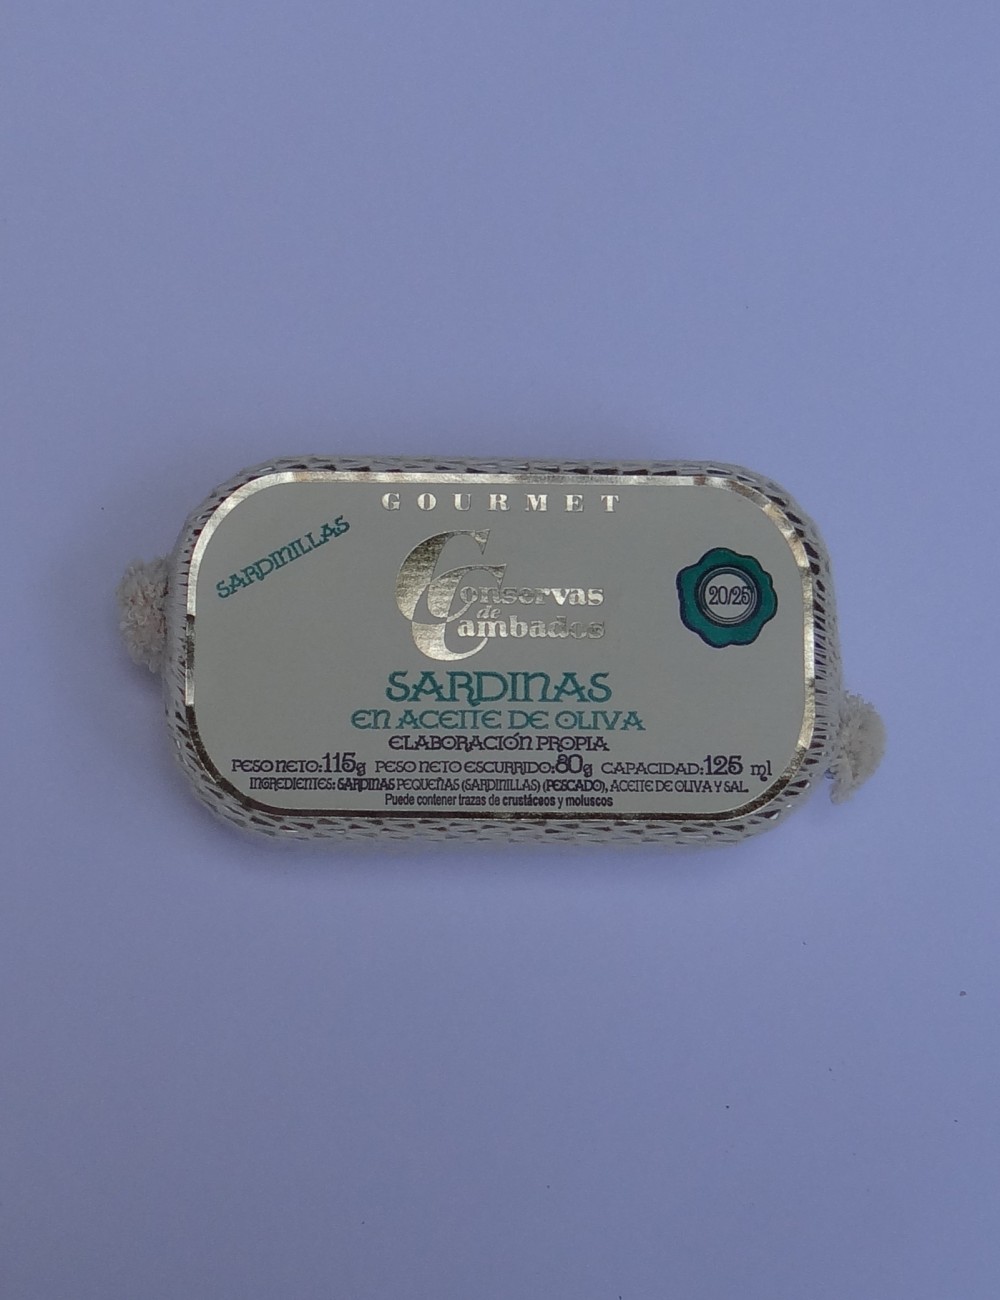 GOURMET
SARDINILLAS
Conservas
de
Cambados
20/25
SARDINAS
EN ACEITE DE OLIVA
ELABORACIÓN PROPIA
PESO NETO: 115g PESO NETO ESCURRIDO: 80g CAPACIDAD: 125 ml
INGREDIENTES: SARDINAS PEQUEÑAS (SARDINILLAS) (PESCADO), ACEITE DE OLIVA Y SAL.
Puede contener trazas de crustáceos y moluscos